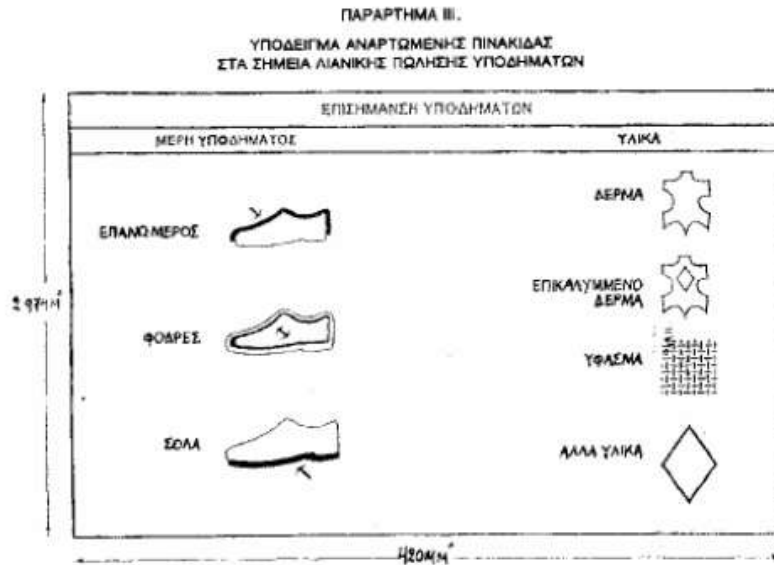 ΠΑΡΑΡΤΗΜΑ ΙΙΙ.
ΥΠΟΔΕΙΓΜΑ ΑΝΑΡΤΩΜΕΝΗΣ ΠΙΝΑΚΙΔΑΣ
ΣΤΑ ΣΗΜΕΙΑ ΛΙΑΝΙΚΗΣ ΠΩΛΗΣΗΣ ΥΠΟΔΗΜΑΤΩΝ
ΕΠΙΣΗΜΑΝΣΗ ΥΠΟΔΗΜΑΤΩΝ
ΜΕΡΗ ΥΠΟΔΗΜΑΤΟΣ
ΥΛΙΚΑ
ΕΠΑΝΩ ΜΕΡΟΣ
ΔΕΡΜΑ
ΕΠΙΚΑΛΥΜΜΕΝΟ
ΔΕΡΜΑ
ΦΟΔΡΕΣ
ΥΦΑΣΜΑ
ΣΟΛΑ
ΑΛΛΑ ΥΛΙΚΑ
420MM